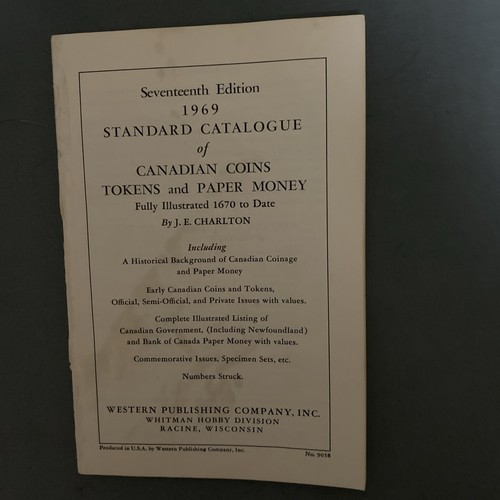 Seventeenth Edition
1969
STANDARD CATALOGUE
of
CANADIAN COINS
TOKENS and PAPER MONEY
Fully Illustrated 1670 to Date
By J. E. CHARLTON
Including
A Historical Background of Canadian Coinage
and Paper Money
Early Canadian Coins and Tokens,
Official, Semi-Official, and Private Issues with values.
Complete Illustrated Listing of
Canadian Government, (Including Newfoundland)
and Bank of Canada Paper Money with values.
Commemorative Issues, Specimen Sets, etc.
Numbers Struck.
WESTERN PUBLISHING COMPANY, INC.
WHITMAN HOBBY DIVISION
RACINE, WISCONSIN
Produced in U.S.A. by Western Publishing Company, Inc.
No. 9058